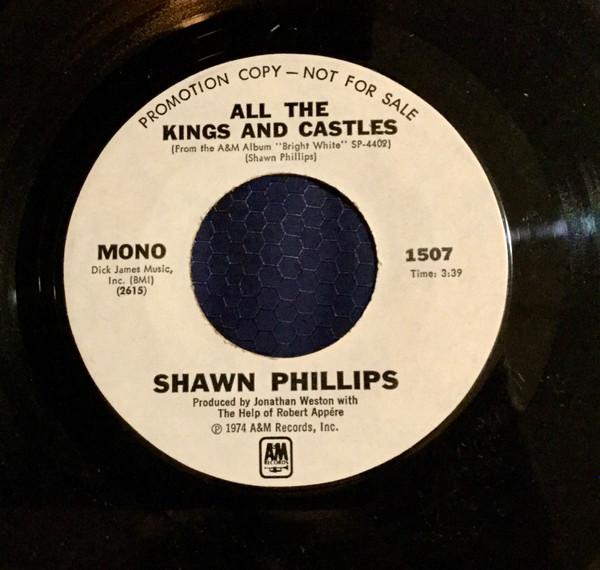 PROMOTION COPY — NOT FOR SALE
ALL THE
KINGS AND CASTLES
(From the A&M Album "Bright White" SP-4402)
(Shawn Phillips)
MONO
Dick James Music,
Inc. (BMI)
(2615)
1507
Time: 3:39
SHAWN PHILLIPS
Produced by Jonathan Weston with
The Help of Robert Appére
℗ 1974 A&M Records, Inc.
A&M
RECORDS